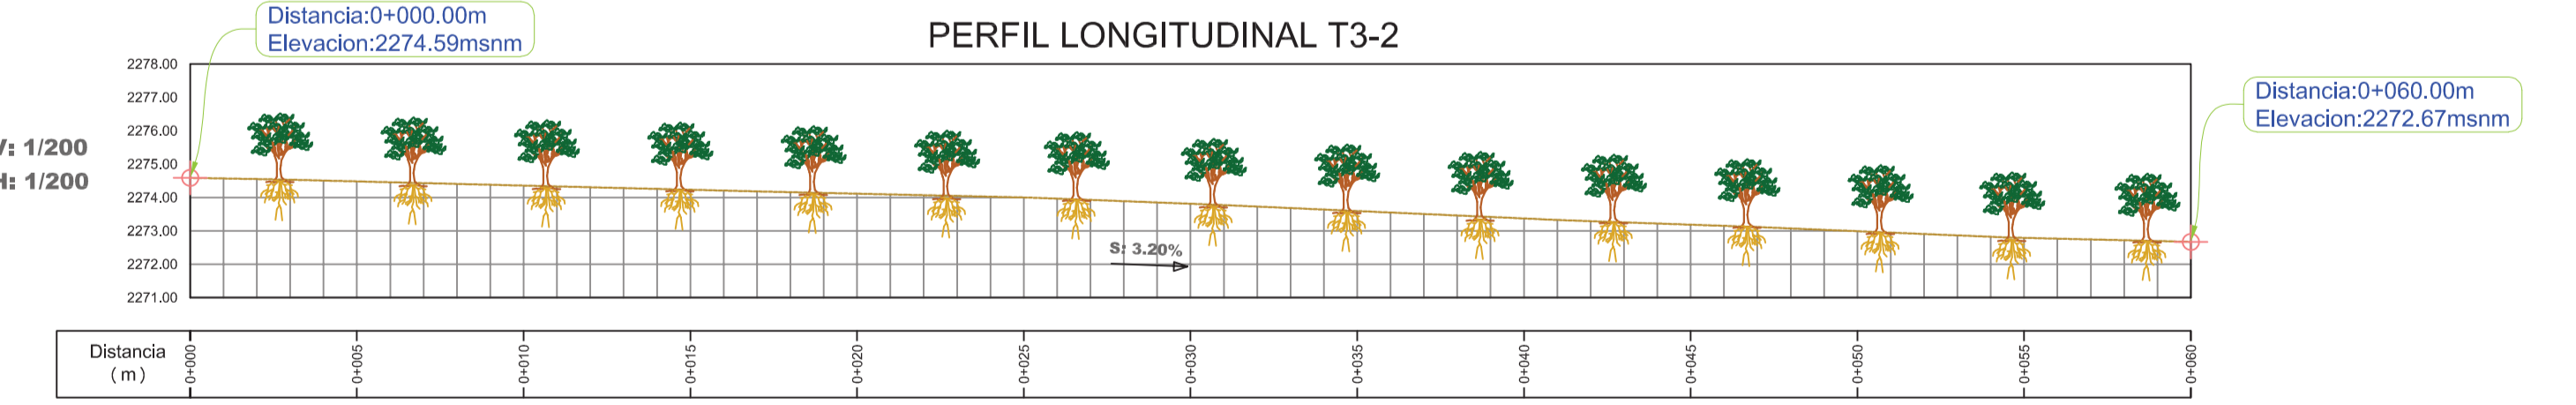 Distancia:0+000.00m
Elevacion:2274.59msnm
PERFIL LONGITUDINAL T3-2
Distancia:0+060.00m
Elevacion:2272.67msnm
2278.00
2277.00
2276.00
2275.00
2274.00
2273.00
2272.00
2271.00
: 1/200
: 1/200
S: 3.20%
Distancia
( m )
0+000
0+005
0+010
0+015
0+020
0+025
0+030
0+035
0+040
0+045
0+050
0+055
0+060